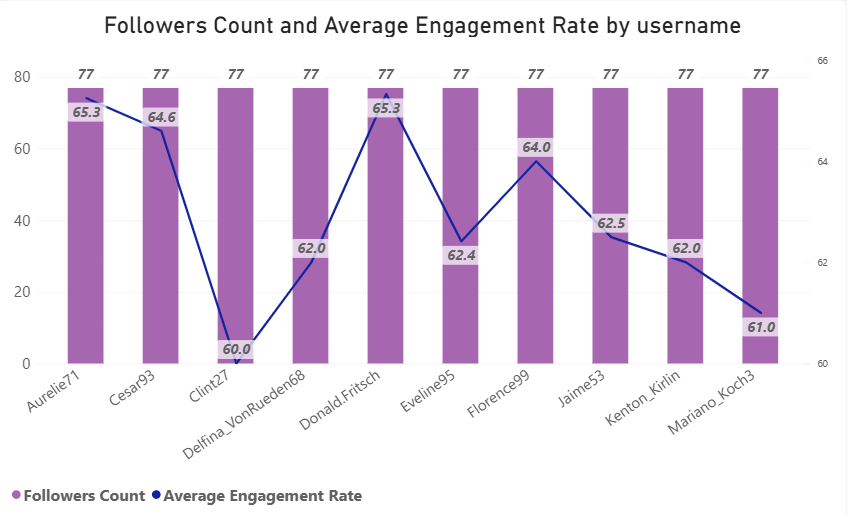 Followers Count and Average Engagement Rate by username
77 77 77 77 77 77 77 77 77 77
80
60
40
20
0
66
64
62
60
65.3
64.6
60.0
62.0
65.3
62.4
64.0
62.5
62.0
61.0
Aurelie71
Cesar93
Clint27
Delfina_VonRueden68
Donald.Fritsch
Eveline95
Florence99
Jaime53
Kenton_Kirlin
Mariano_Koch3
Followers Count Average Engagement Rate